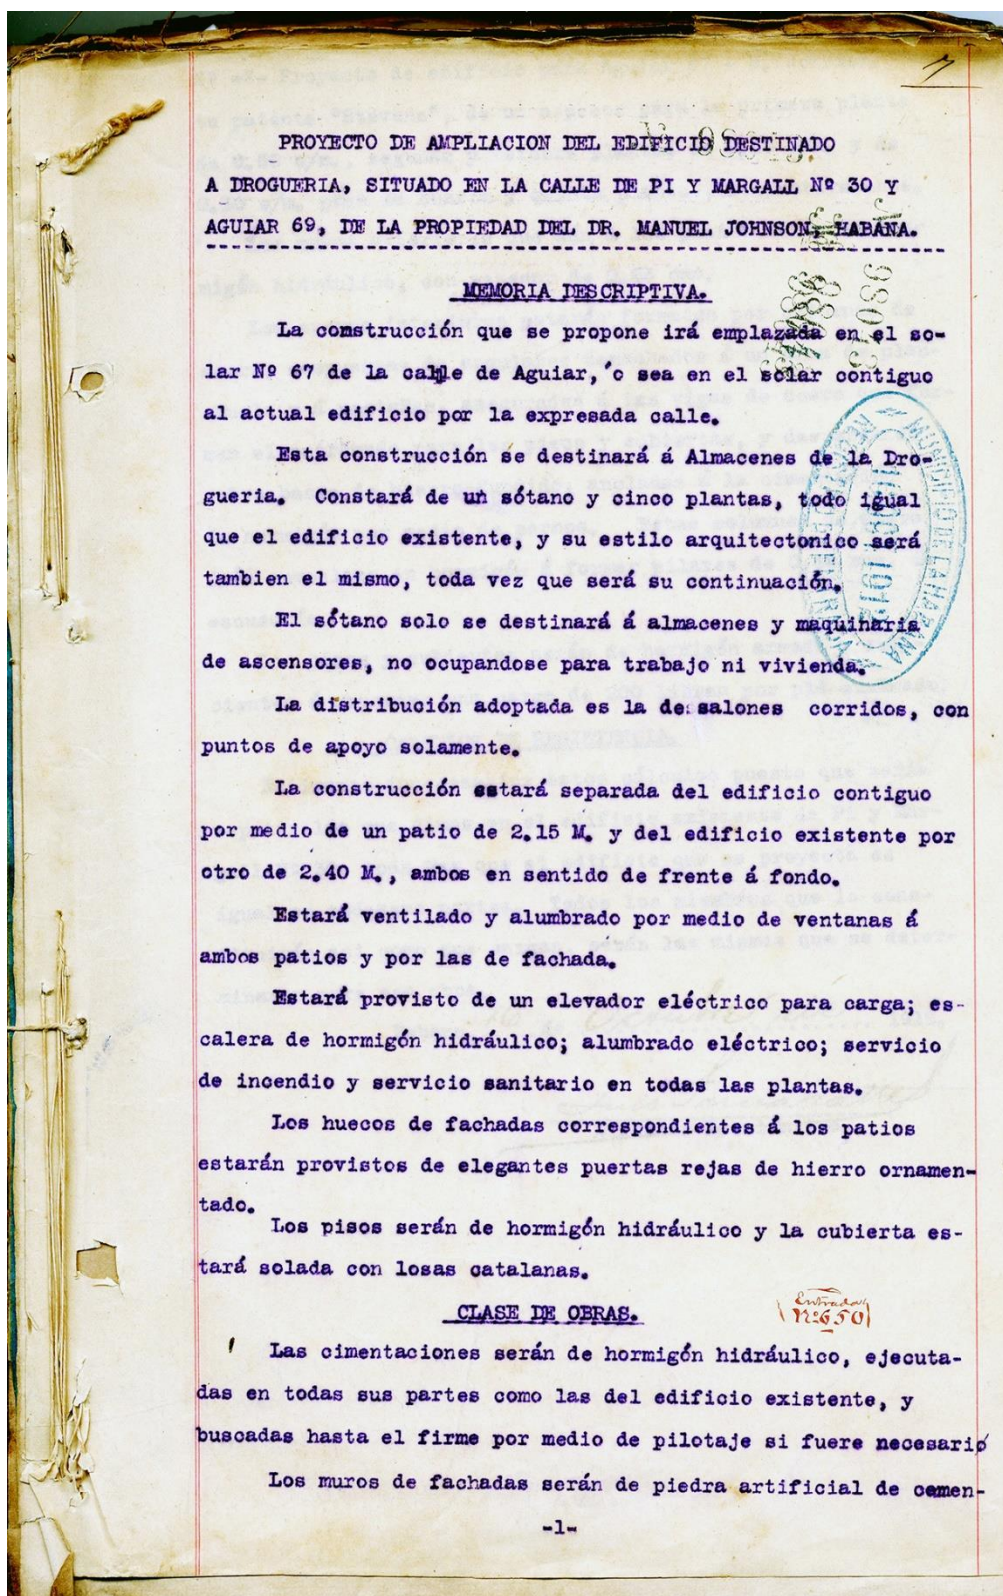 7
PROYECTO DE AMPLIACION DEL EDIFICIO DESTINADO
A DROGUERIA, SITUADO EN LA CALLE DE PI Y MARGALL Nº 30 Y
AGUIAR 69, DE LA PROPIEDAD DEL DR. MANUEL JOHNSON, HABANA.
MEMORIA DESCRIPTIVA.
La construcción que se propone irá emplazada en el so-
lar Nº 67 de la calle de Aguiar, o sea en el solar contiguo
al actual edificio por la expresada calle.
Esta construcción se destinará á Almacenes de la Dro-
gueria. Constará de un sótano y cinco plantas, todo igual
que el edificio existente, y su estilo arquitectonico será
tambien el mismo, toda vez que será su continuación.
El sótano solo se destinará á almacenes y maquinaria
de ascensores, no ocupandose para trabajo ni vivienda.
La distribución adoptada es la de salones corridos, con
puntos de apoyo solamente.
La construcción estará separada del edificio contiguo
por medio de un patio de 2.15 M. y del edificio existente por
otro de 2.40 M., ambos en sentido de frente á fondo.
Estará ventilado y alumbrado por medio de ventanas á
ambos patios y por las de fachada.
Estará provisto de un elevador eléctrico para carga; es-
calera de hormigón hidráulico; alumbrado eléctrico; servicio
de incendio y servicio sanitario en todas las plantas.
Los huecos de fachadas correspondientes á los patios
estarán provistos de elegantes puertas rejas de hierro ornamen-
tado.
Los pisos serán de hormigón hidráulico y la cubierta es-
tará solada con losas catalanas.
CLASE DE OBRAS.
Entrada
Nº 650
Las cimentaciones serán de hormigón hidráulico, ejecuta-
das en todas sus partes como las del edificio existente, y
buscadas hasta el firme por medio de pilotaje si fuere necesario
Los muros de fachadas serán de piedra artificial de cemen-
-1-
MUNICIPIO DE LA HABANA